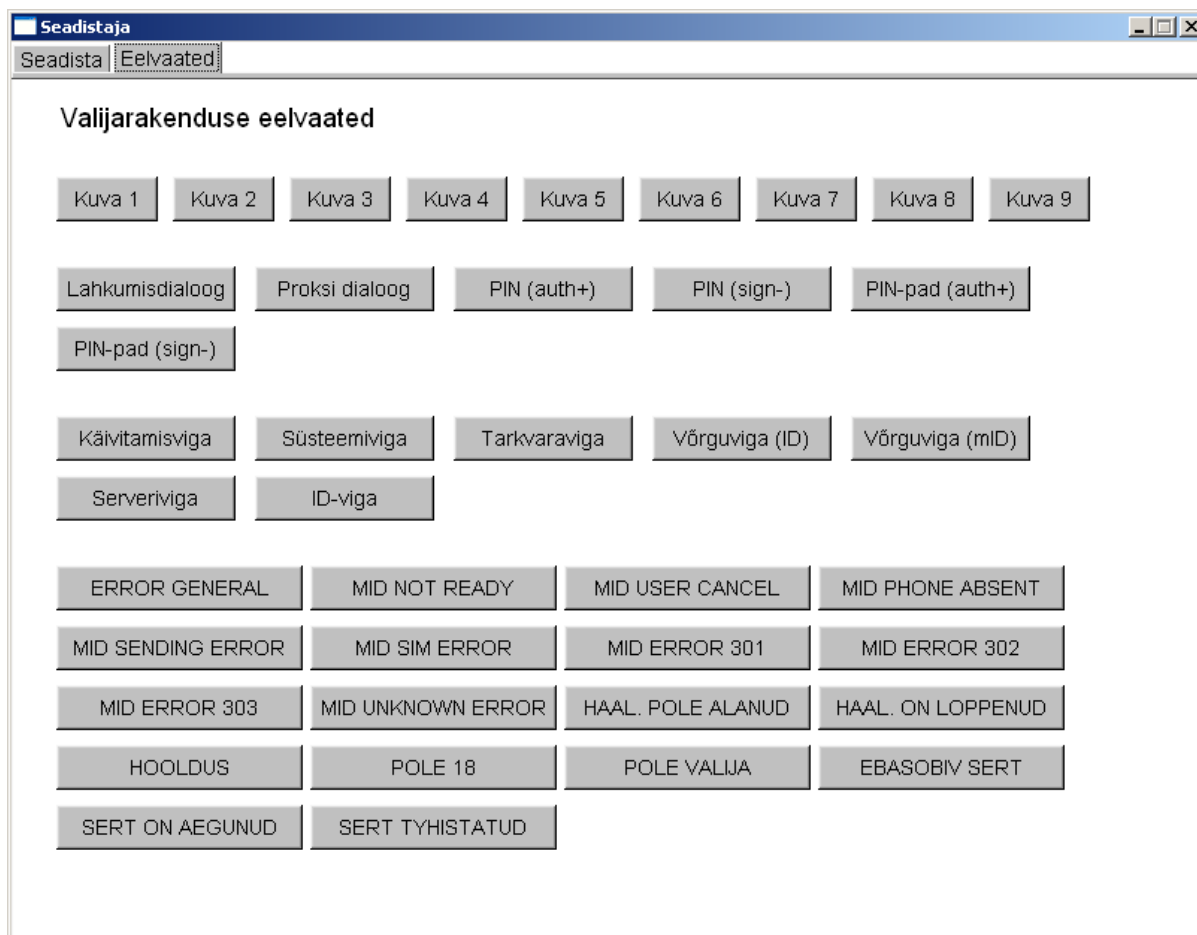 Seadistaja
Seadista Eelvaated
Valijarakenduse eelvaated
Kuva 1 Kuva 2 Kuva 3 Kuva 4 Kuva 5 Kuva 6 Kuva 7 Kuva 8 Kuva 9
Lahkumisdialoog Proksi dialoog PIN (auth+) PIN (sign-) PIN-pad (auth+)
PIN-pad (sign-)
Käivitamisviga Süsteemiviga Tarkvaraviga Võrguviga (ID) Võrguviga (mID)
Serveriviga ID-viga
ERROR GENERAL MID NOT READY MID USER CANCEL MID PHONE ABSENT
MID SENDING ERROR MID SIM ERROR MID ERROR 301 MID ERROR 302
MID ERROR 303 MID UNKNOWN ERROR HAAL. POLE ALANUD HAAL. ON LOPPENUD
HOOLDUS POLE 18 POLE VALIJA EBASOBIV SERT
SERT ON AEGUNUD SERT TYHISTATUD